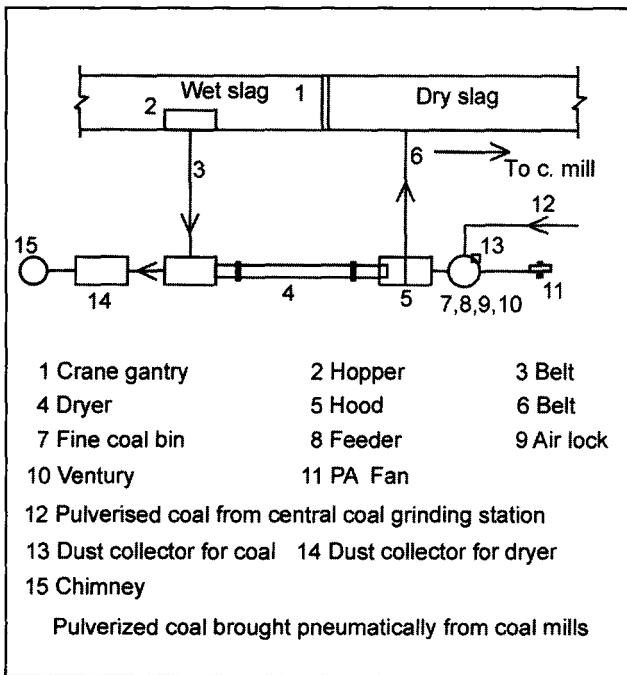 Wet slag 1 Dry slag
2
3
6
To c. mill
12
15
13
14
4
5
7,8,9,10
11
1 Crane gantry 2 Hopper 3 Belt
4 Dryer 5 Hood 6 Belt
7 Fine coal bin 8 Feeder 9 Air lock
10 Ventury 11 PA Fan
12 Pulverised coal from central coal grinding station
13 Dust collector for coal 14 Dust collector for dryer
15 Chimney
Pulverized coal brought pneumatically from coal mills